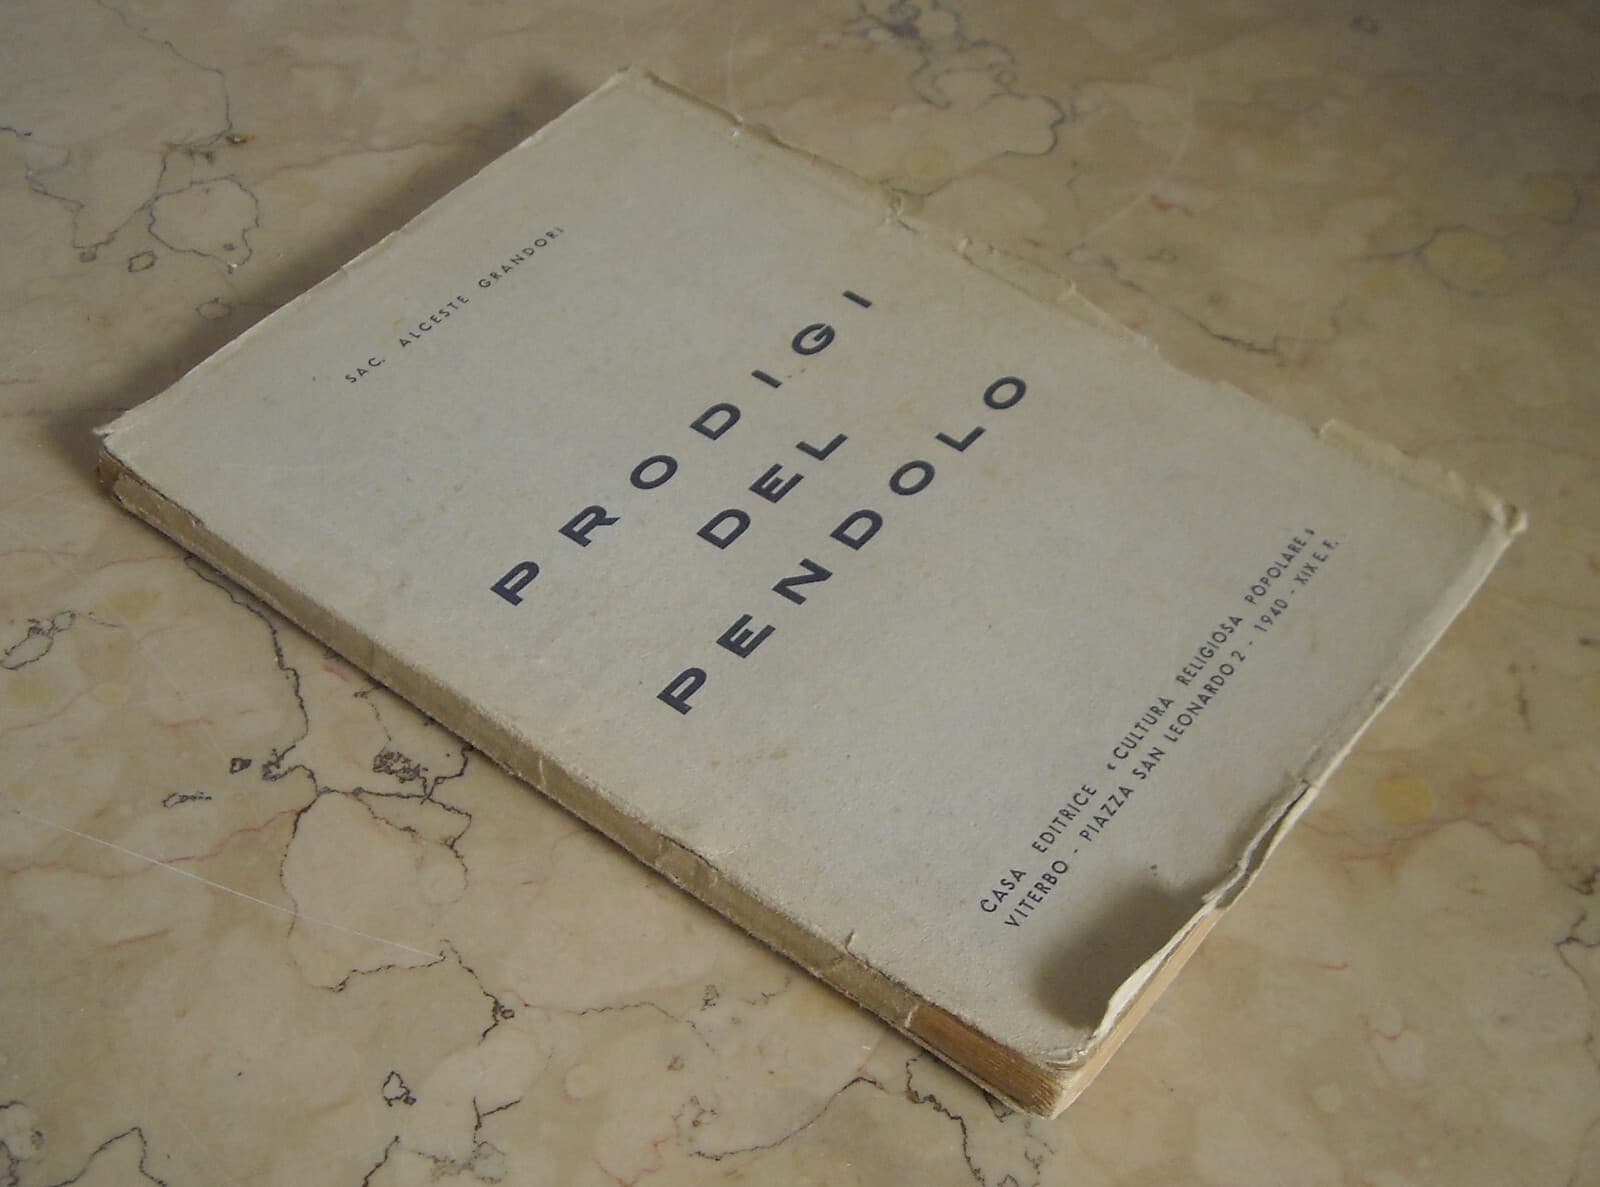 SAC. ALCESTE GRANDORI
PRODIGI
DEL
PENDOLO
CASA EDITRICE « CULTURA RELIGIOSA POPOLARE »
VITERBO - PIAZZA SAN LEONARDO 2 - 1940 - XIX E. F.